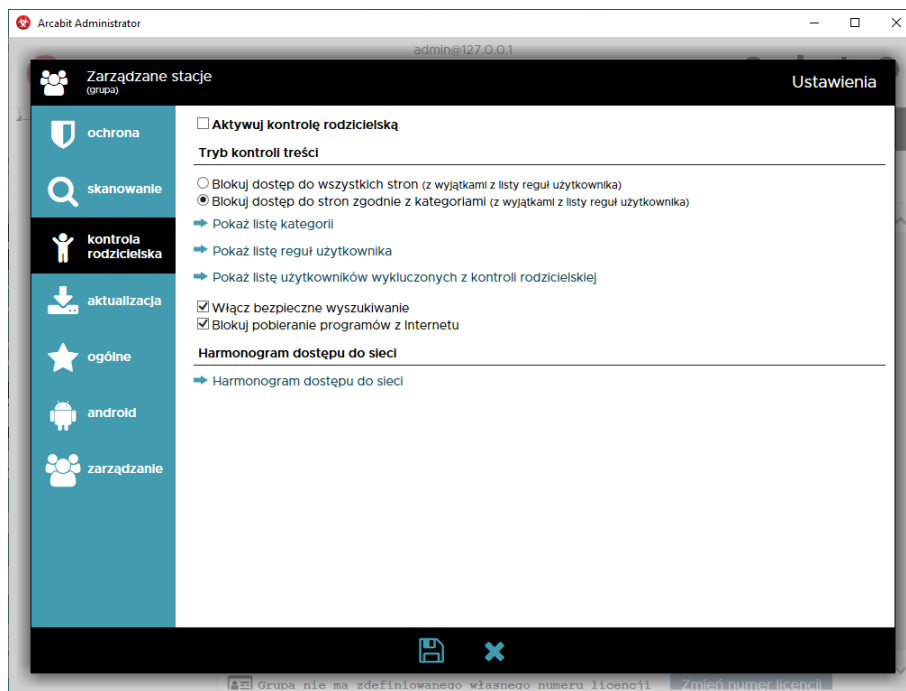 Arcabit Administrator
admin@127.0.0.1
Zarządzane stacje
(grupa)
Ustawienia
ochrona
skanowanie
kontrola
rodzicielska
aktualizacja
ogólne
android
zarządzanie
Aktywuj kontrolę rodzicielską
Tryb kontroli treści
Blokuj dostęp do wszystkich stron (z wyjątkami z listy reguł użytkownika)
Blokuj dostęp do stron zgodnie z kategoriami (z wyjątkami z listy reguł użytkownika)
Pokaż listę kategorii
Pokaż listę reguł użytkownika
Pokaż listę użytkowników wykluczonych z kontroli rodzicielskiej
Włącz bezpieczne wyszukiwanie
Blokuj pobieranie programów z Internetu
Harmonogram dostępu do sieci
Harmonogram dostępu do sieci
Grupa nie ma zdefiniowanego własnego numeru licencji
Zmień numer licencji